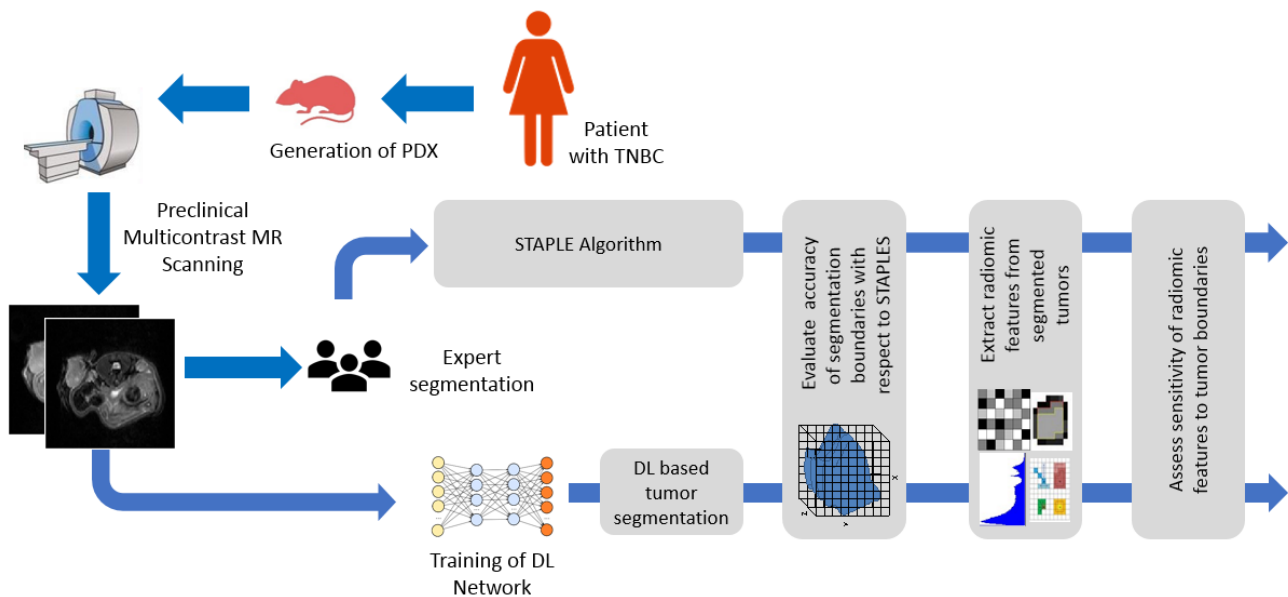 Patient
with TNBC
Generation of PDX
Preclinical
Multicontrast MR
Scanning
STAPLE Algorithm
Expert
segmentation
Training of DL
Network
DL based
tumor
segmentation
Evaluate accuracy
of segmentation
boundaries with
respect to STAPLES
Z
Y
X
Extract radiomic
features from
segmented
tumors
Assess sensitivity of radiomic
features to tumor boundaries